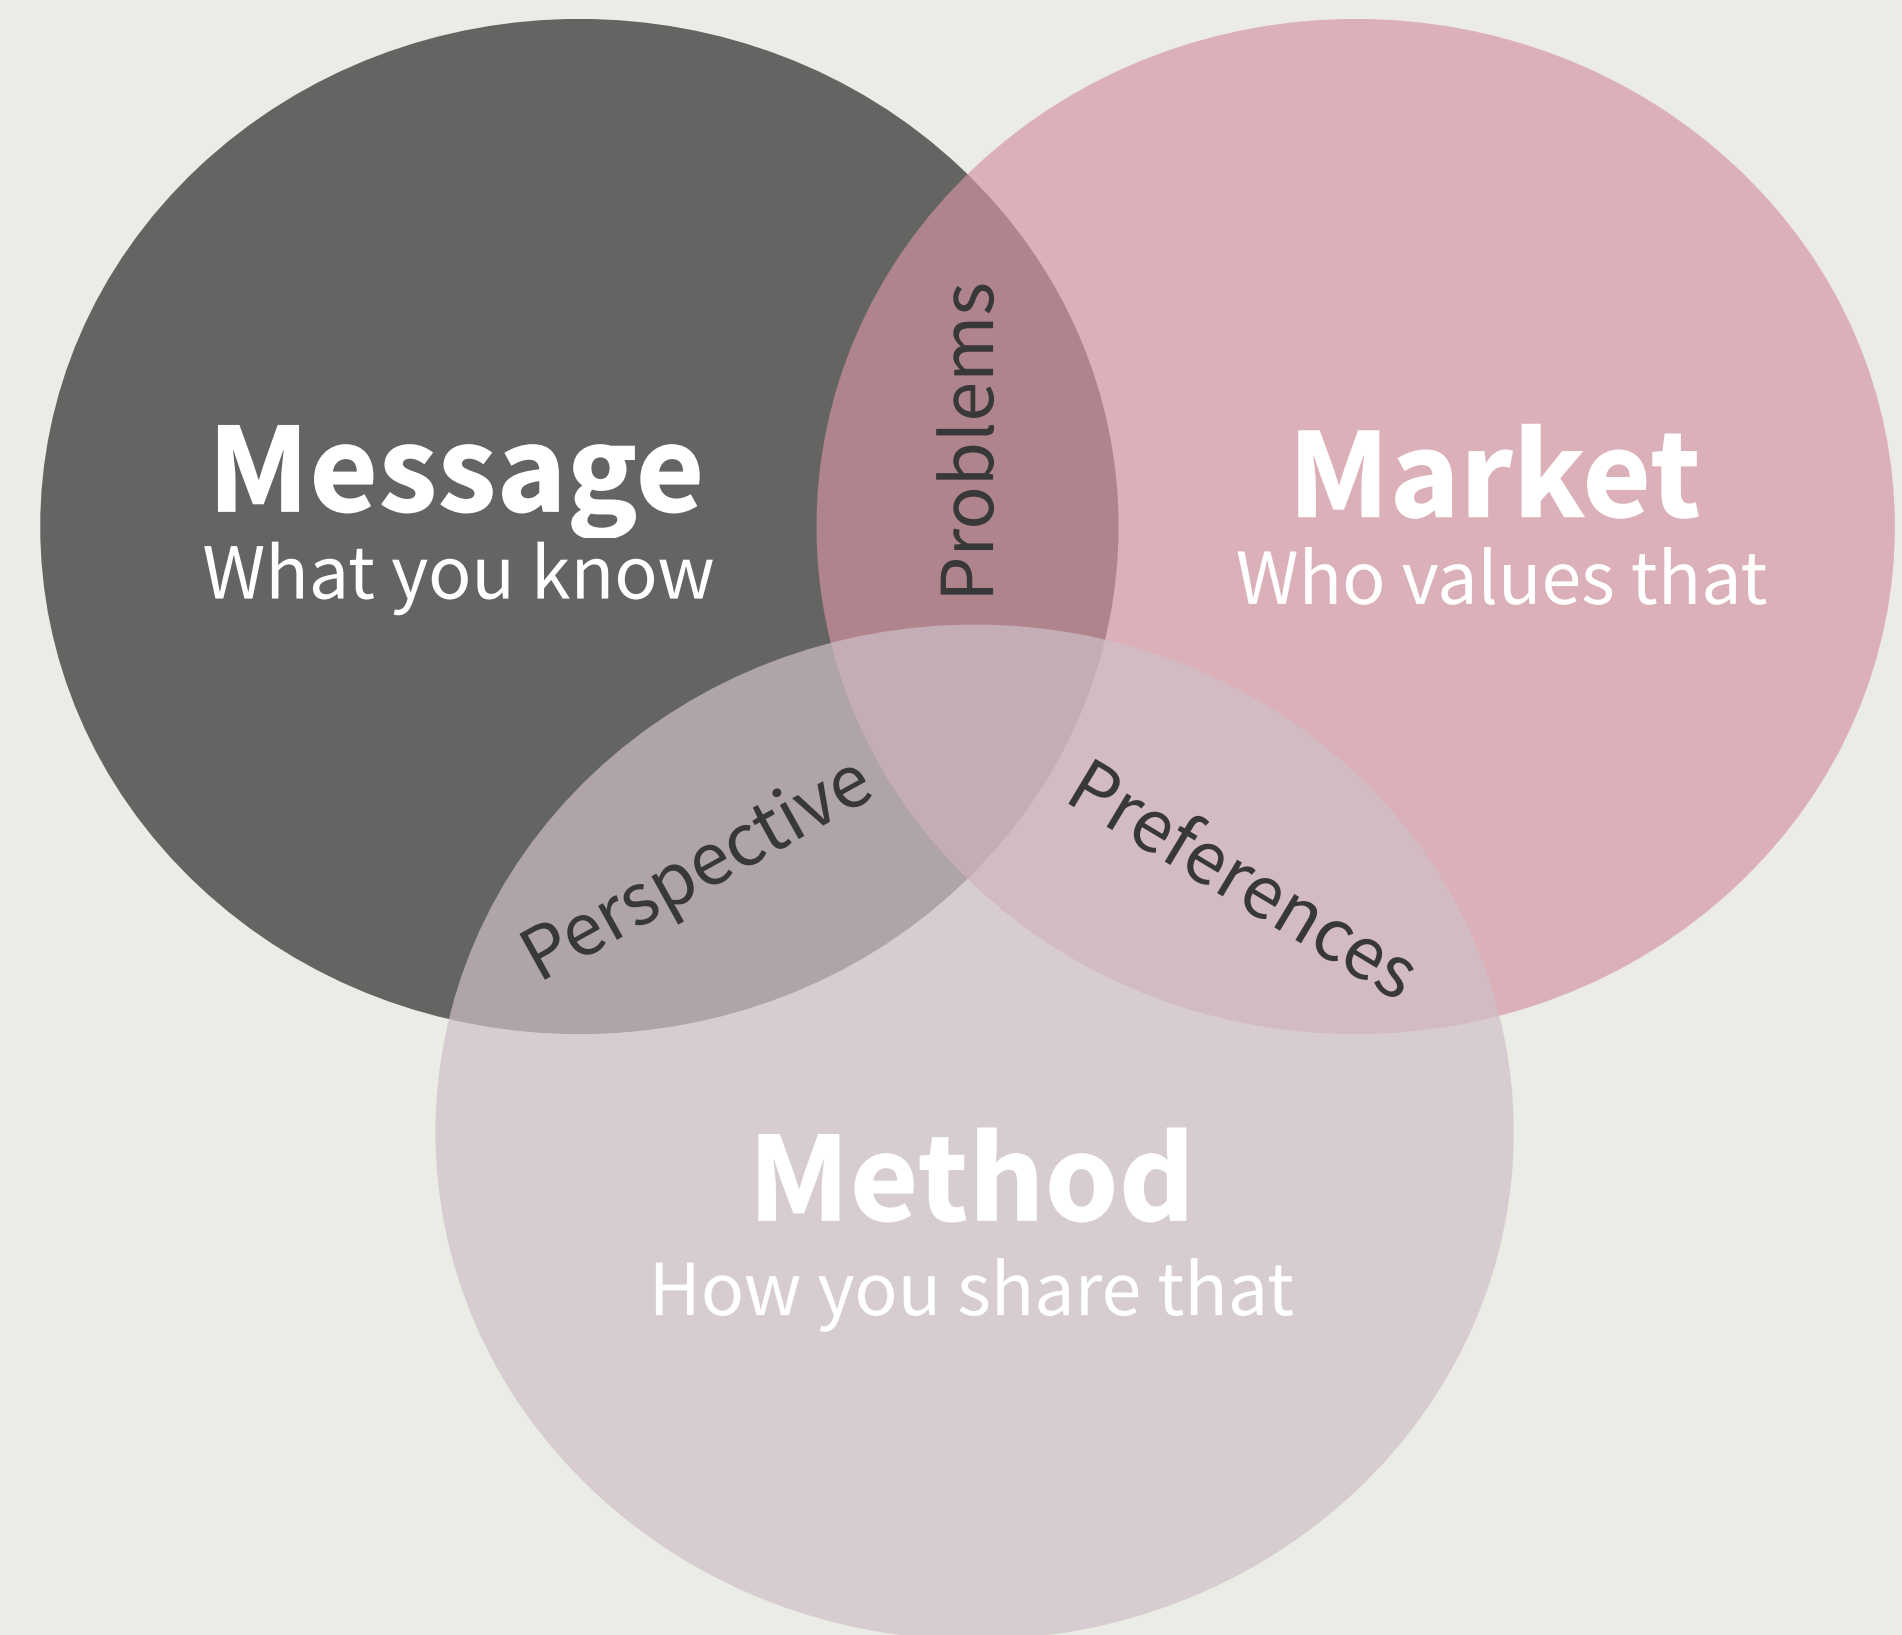 Message
What you know
Problems
Market
Who values that
Perspective
Preferences
Method
How you share that